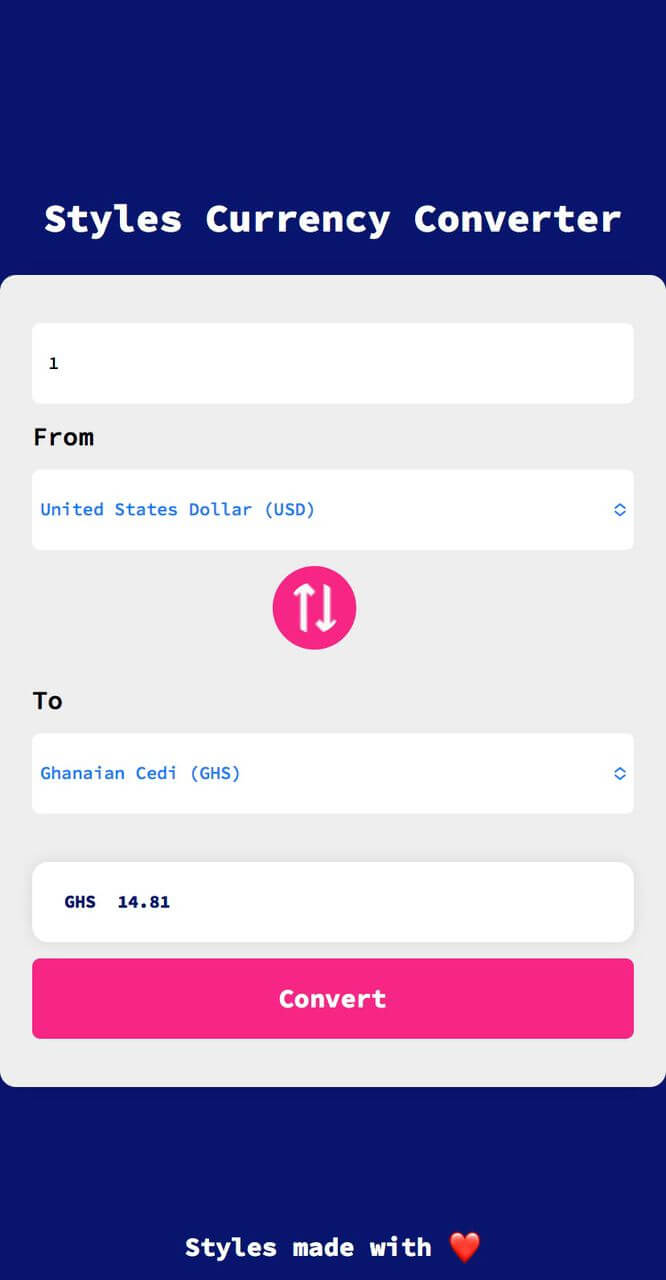 Styles Currency Converter
1
From
United States Dollar (USD)
To
Ghanaian Cedi (GHS)
GHS 14.81
Convert
Styles made with ❤️